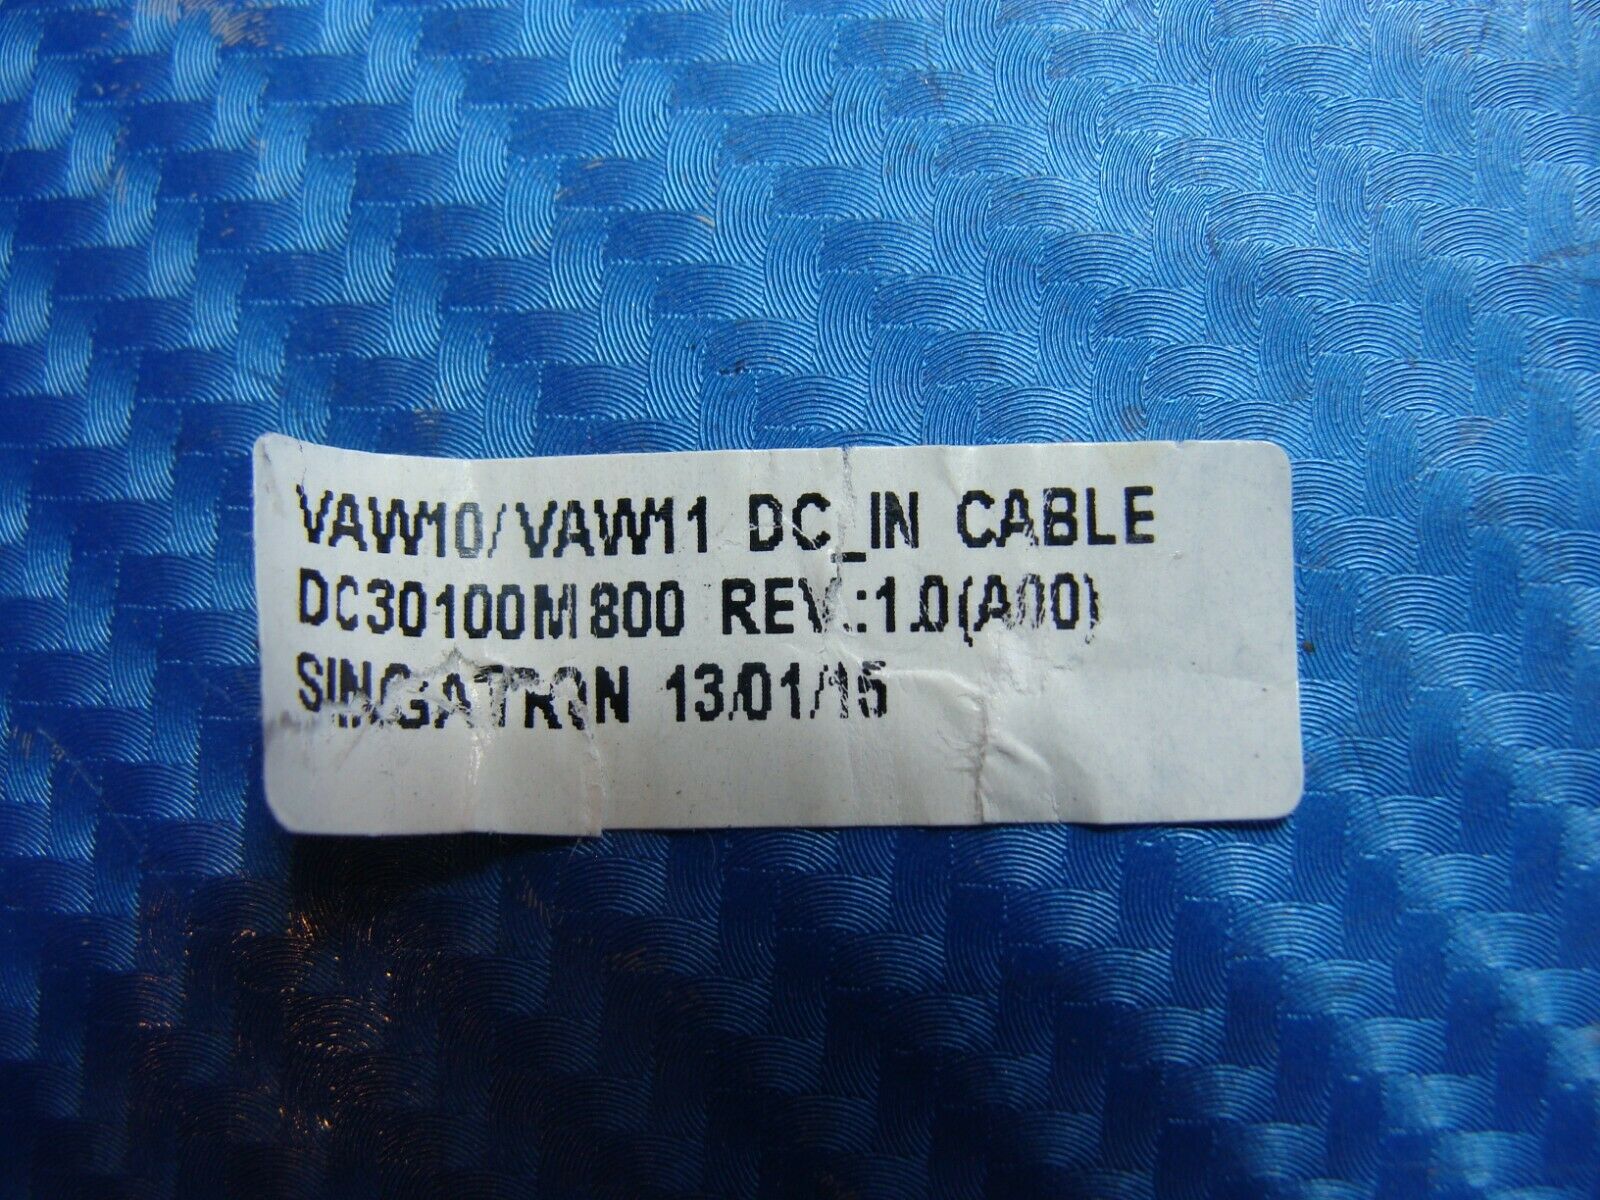 VAW10/VAW11 DC_IN CABLE
DC30100M800 REV.:1.0(A00)
SINGATRON 13/01/15